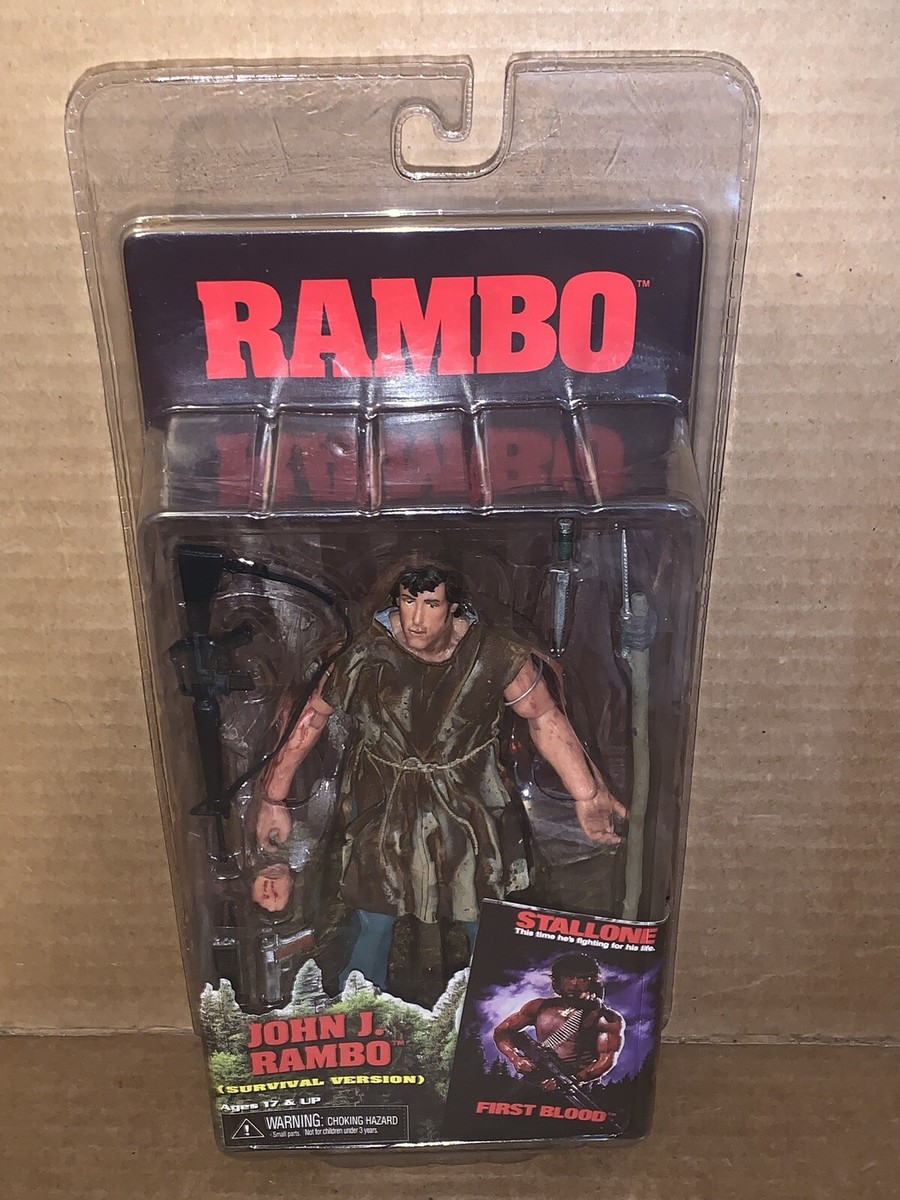 RAMBO™
STALLONE
This time he's fighting for his life.
JOHN J.
RAMBO™
(SURVIVAL VERSION)
Ages 17 & UP
FIRST BLOOD™
WARNING: CHOKING HAZARD
- Small parts. Not for children under 3 years.